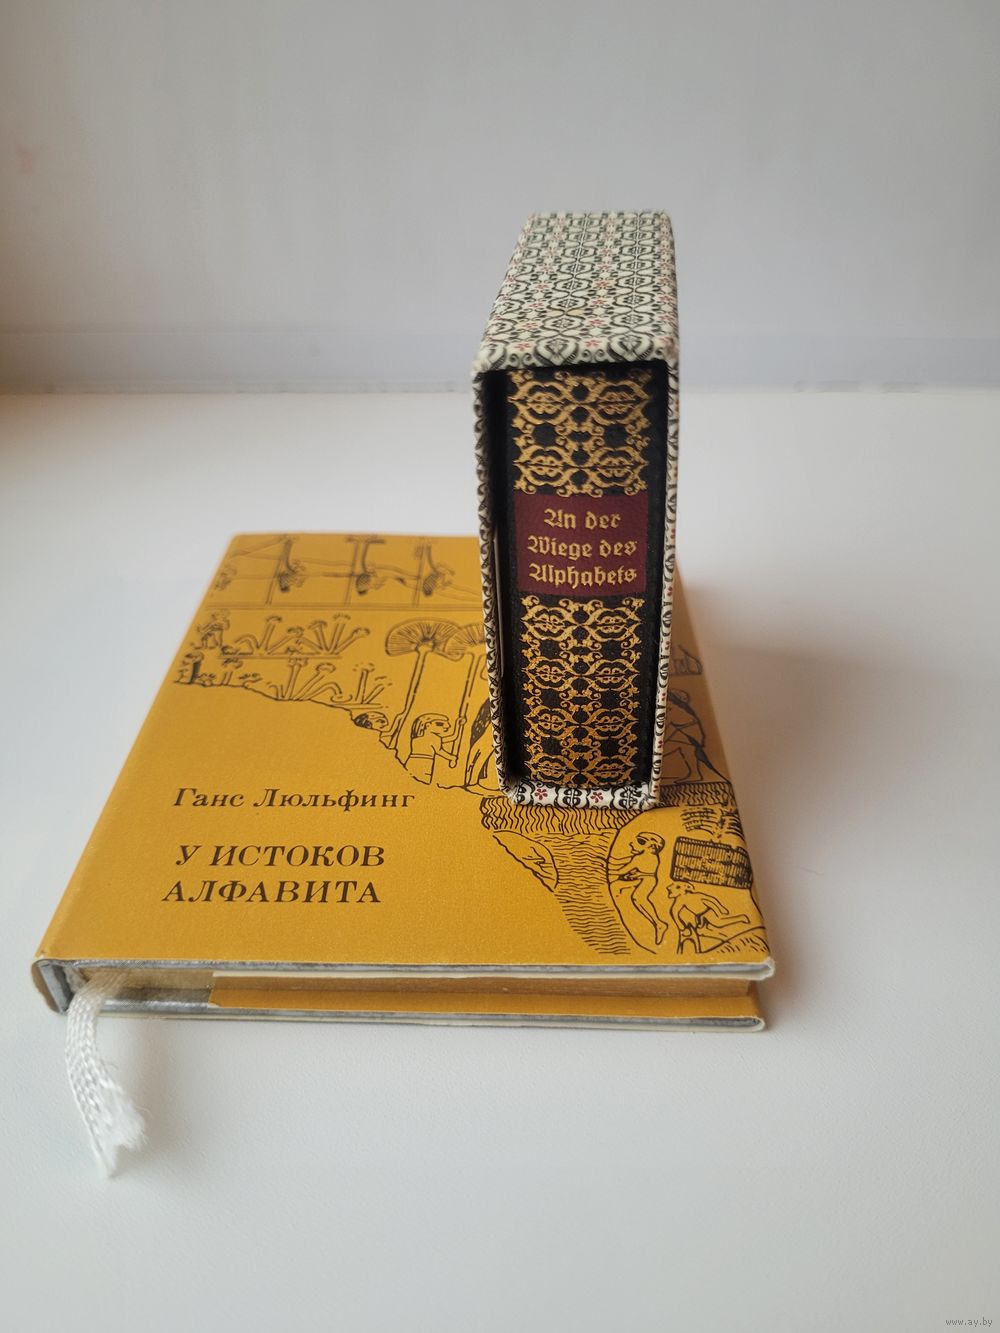 An der
Wiege des
Alphabets
Ганс Люльфинг
У ИСТОКОВ
АЛФАВИТА
www.ay.by